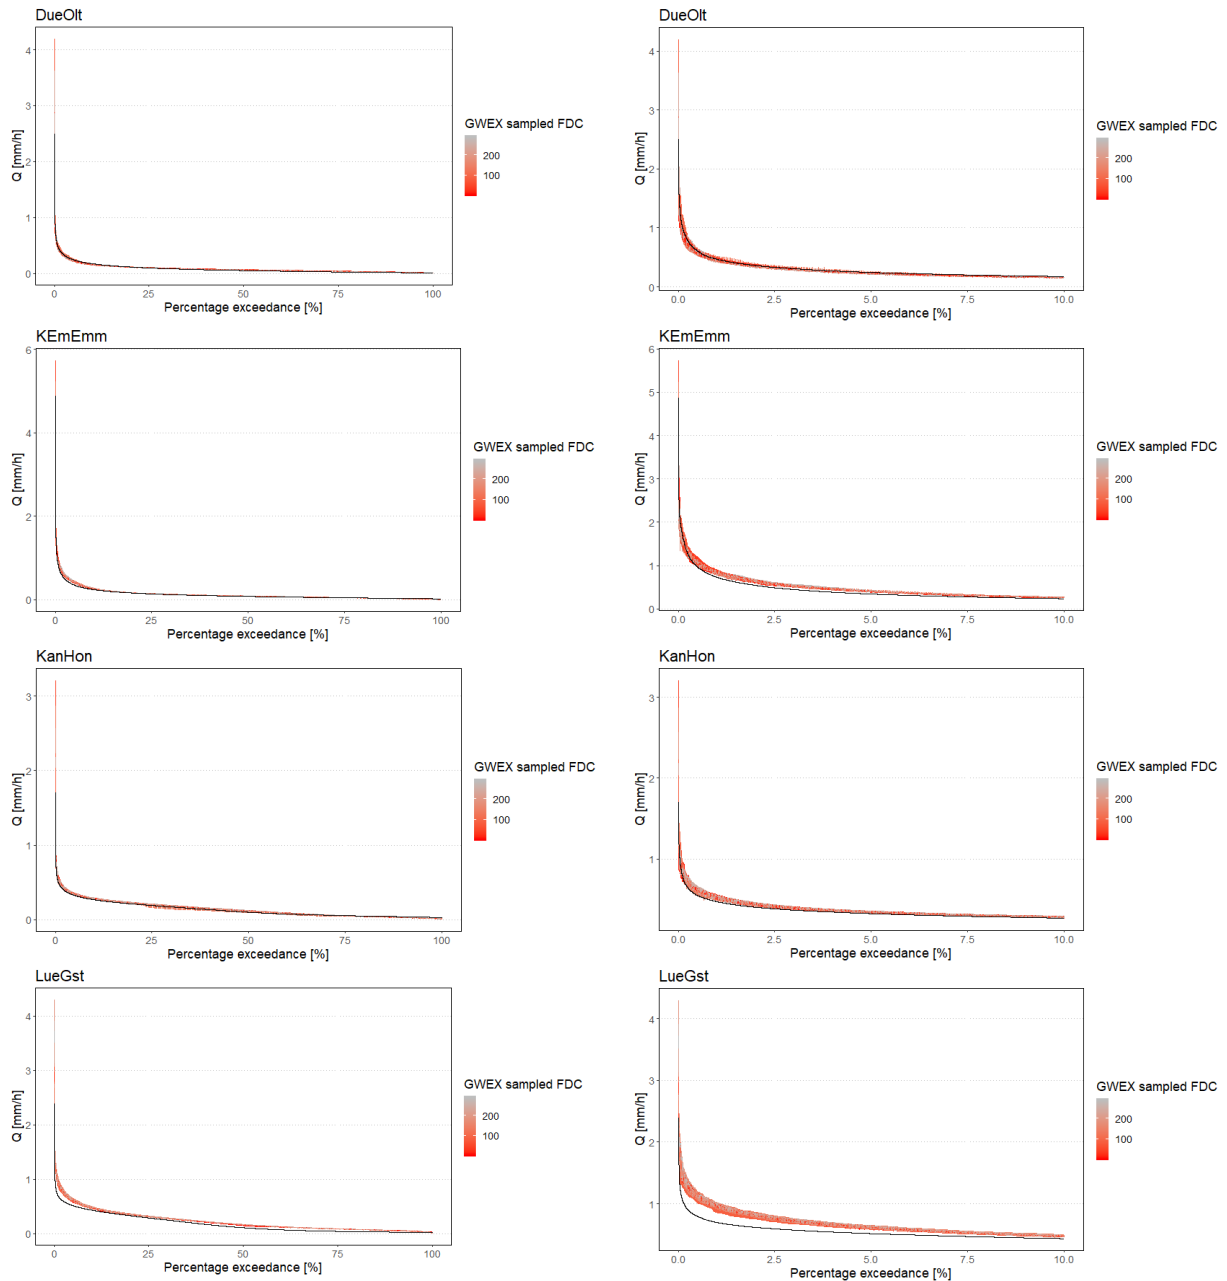 DueOlt
4
3
2
1
0
Q [mm/h]
0
25
50
75
100
Percentage exceedance [%]
GWEX sampled FDC
200
100
DueOlt
4
3
2
1
0
Q [mm/h]
0.0
2.5
5.0
7.5
10.0
Percentage exceedance [%]
GWEX sampled FDC
200
100
KEmEmm
6
4
2
0
Q [mm/h]
0
25
50
75
100
Percentage exceedance [%]
GWEX sampled FDC
200
100
KEmEmm
6
5
4
3
2
1
0
Q [mm/h]
0.0
2.5
5.0
7.5
10.0
Percentage exceedance [%]
GWEX sampled FDC
200
100
KanHon
3
2
1
0
Q [mm/h]
0
25
50
75
100
Percentage exceedance [%]
GWEX sampled FDC
200
100
KanHon
3
2
1
Q [mm/h]
0.0
2.5
5.0
7.5
10.0
Percentage exceedance [%]
GWEX sampled FDC
200
100
LueGst
4
3
2
1
0
Q [mm/h]
0
25
50
75
100
Percentage exceedance [%]
GWEX sampled FDC
200
100
LueGst
4
3
2
1
Q [mm/h]
0.0
2.5
5.0
7.5
10.0
Percentage exceedance [%]
GWEX sampled FDC
200
100